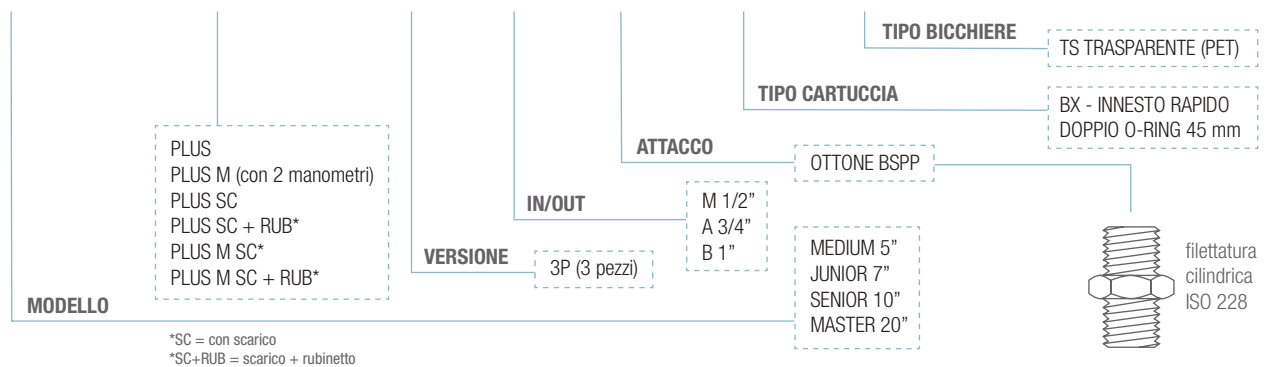 TIPO BICCHIERE
TS TRASPARENTE (PET)
TIPO CARTUCCIA
BX - INNESTO RAPIDO
DOPPIO O-RING 45 mm
ATTACCO
OTTONE BSPP
PLUS
PLUS M (con 2 manometri)
PLUS SC
PLUS SC + RUB*
PLUS M SC*
PLUS M SC + RUB*
IN/OUT
M 1/2”
A 3/4”
B 1”
VERSIONE
3P (3 pezzi)
MEDIUM 5”
JUNIOR 7”
SENIOR 10”
MASTER 20”
filettatura
cilindrica
ISO 228
MODELLO
*SC = con scarico
*SC+RUB = scarico + rubinetto